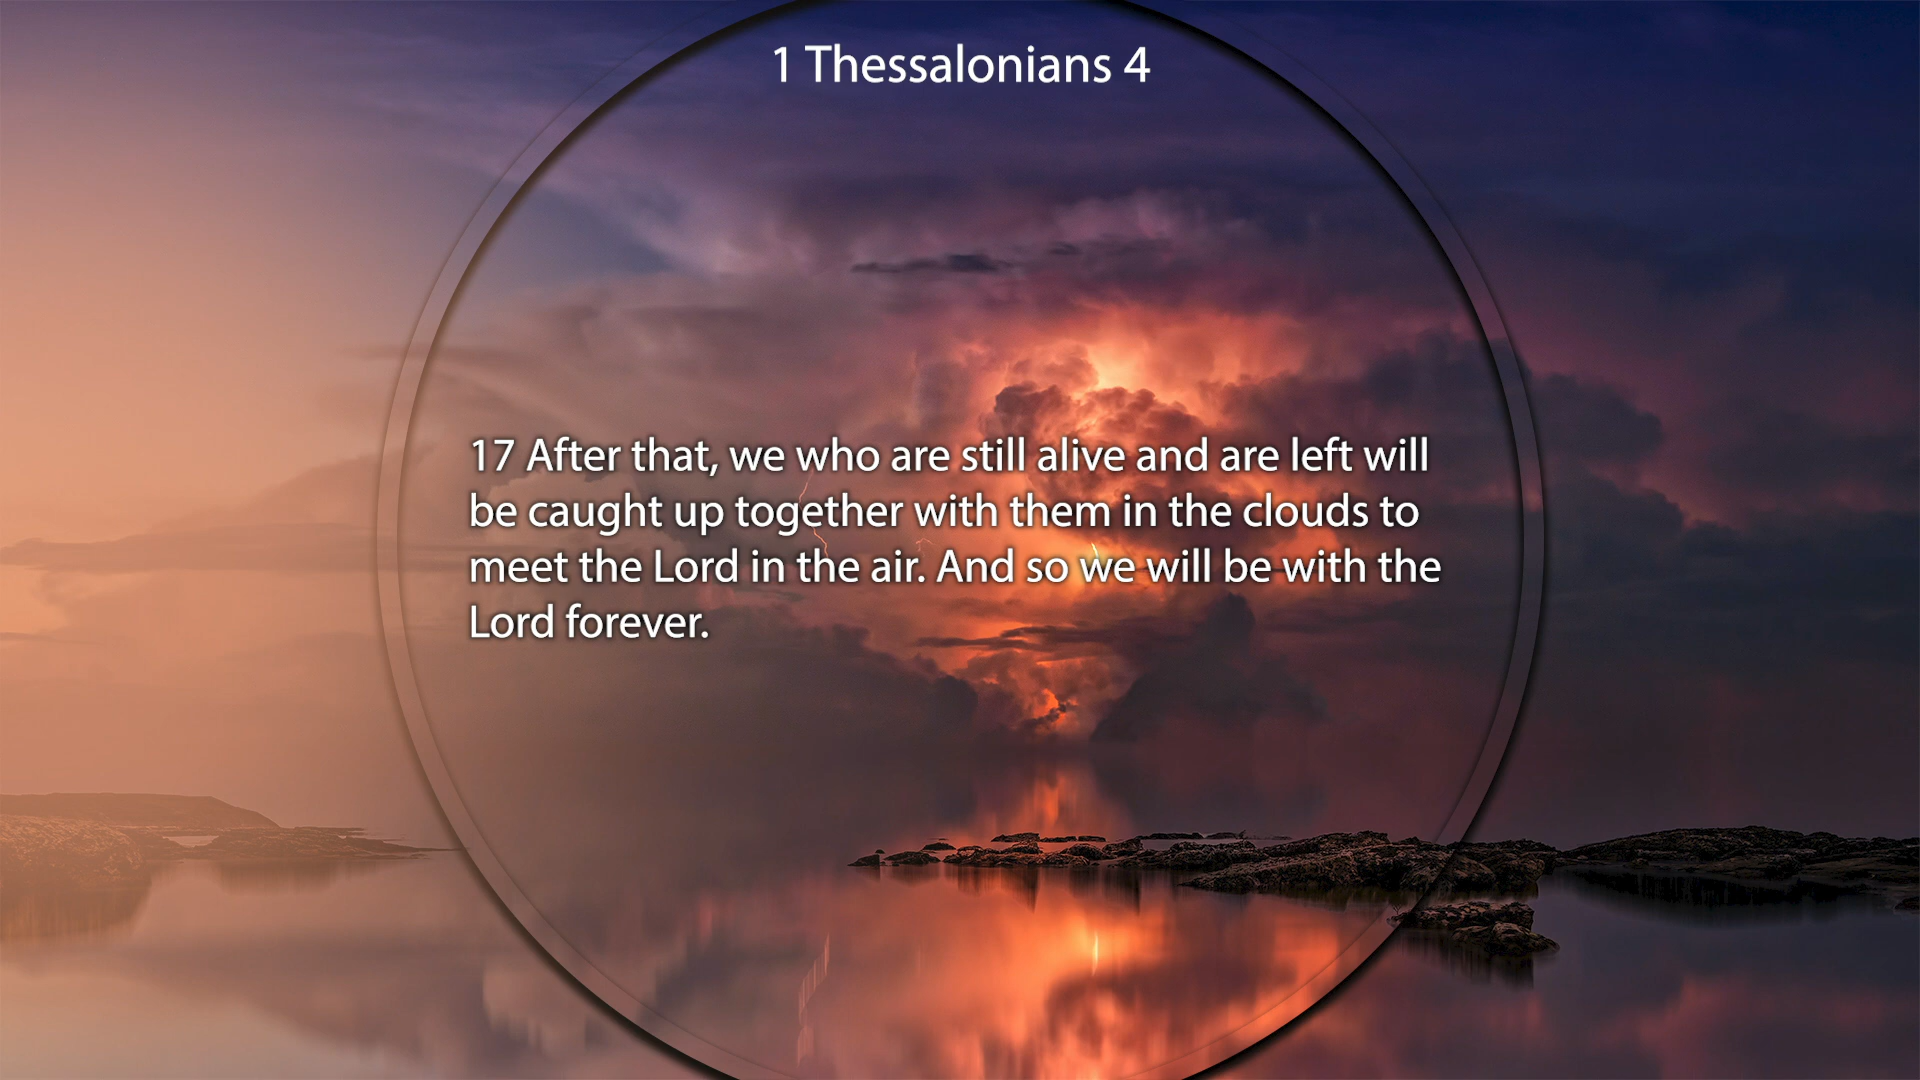 1 Thessalonians 4
17 After that, we who are still alive and are left will
be caught up together with them in the clouds to
meet the Lord in the air. And so we will be with the
Lord forever.